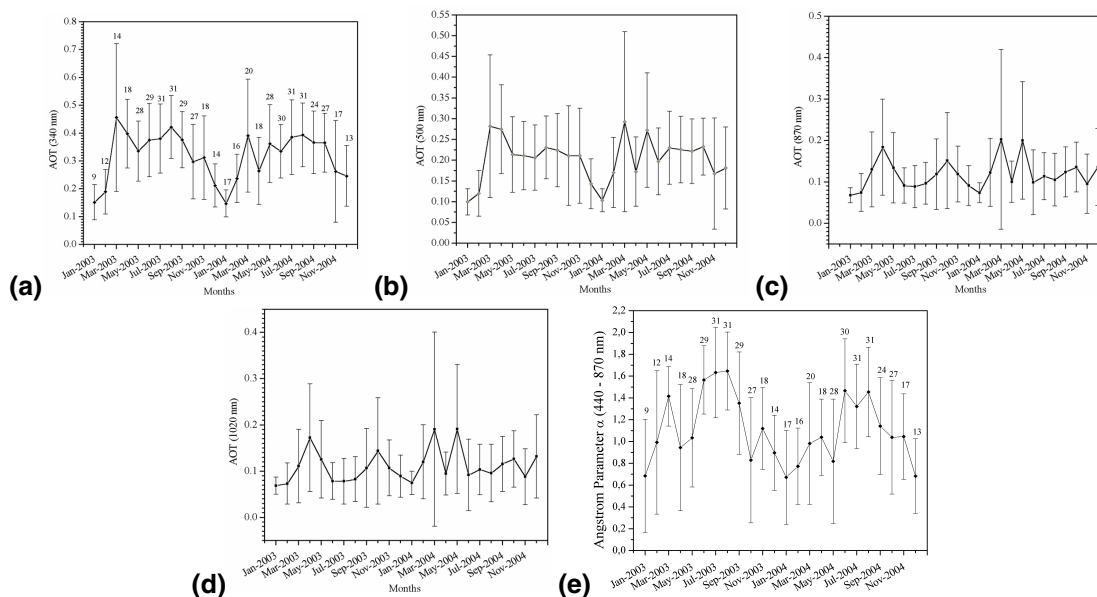 0.8
0.7
0.6
0.5
0.4
0.3
0.2
0.1
0.0
AOT (340 nm)
9
12
14
18
28
29
31
31
29
27
18
14
17
16
20
18
28
30
31
31
24
27
17
13
Jan-2003
Mar-2003
May-2003
Jul-2003
Sep-2003
Nov-2003
Jan-2004
Mar-2004
May-2004
Jul-2004
Sep-2004
Nov-2004
Months
(a)
0.55
0.50
0.45
0.40
0.35
0.30
0.25
0.20
0.15
0.10
0.05
0.00
AOT (500 nm)
Jan-2003
Mar-2003
May-2003
Jul-2003
Sep-2003
Nov-2003
Jan-2004
Mar-2004
May-2004
Jul-2004
Sep-2004
Nov-2004
Months
(b)
0.5
0.4
0.3
0.2
0.1
AOT (870 nm)
Jan-2003
Mar-2003
May-2003
Jul-2003
Sep-2003
Nov-2003
Jan-2004
Mar-2004
May-2004
Jul-2004
Sep-2004
Nov-2004
Months
(c)
0.4
0.3
0.2
0.1
0.0
AOT (1020 nm)
Jan-2003
Mar-2003
May-2003
Jul-2003
Sep-2003
Nov-2003
Jan-2004
Mar-2004
May-2004
Jul-2004
Sep-2004
Nov-2004
Months
(d)
2,2
2,0
1,8
1,6
1,4
1,2
1,0
0,8
0,6
0,4
0,2
0,0
Angstrom Parameter α (440 - 870 nm)
9
12
14
18
28
29
31
31
29
27
18
14
17
16
20
18
28
30
31
31
24
27
17
13
Jan-2003
Mar-2003
May-2003
Jul-2003
Sep-2003
Nov-2003
Jan-2004
Mar-2004
May-2004
Jul-2004
Sep-2004
Nov-2004
(e)